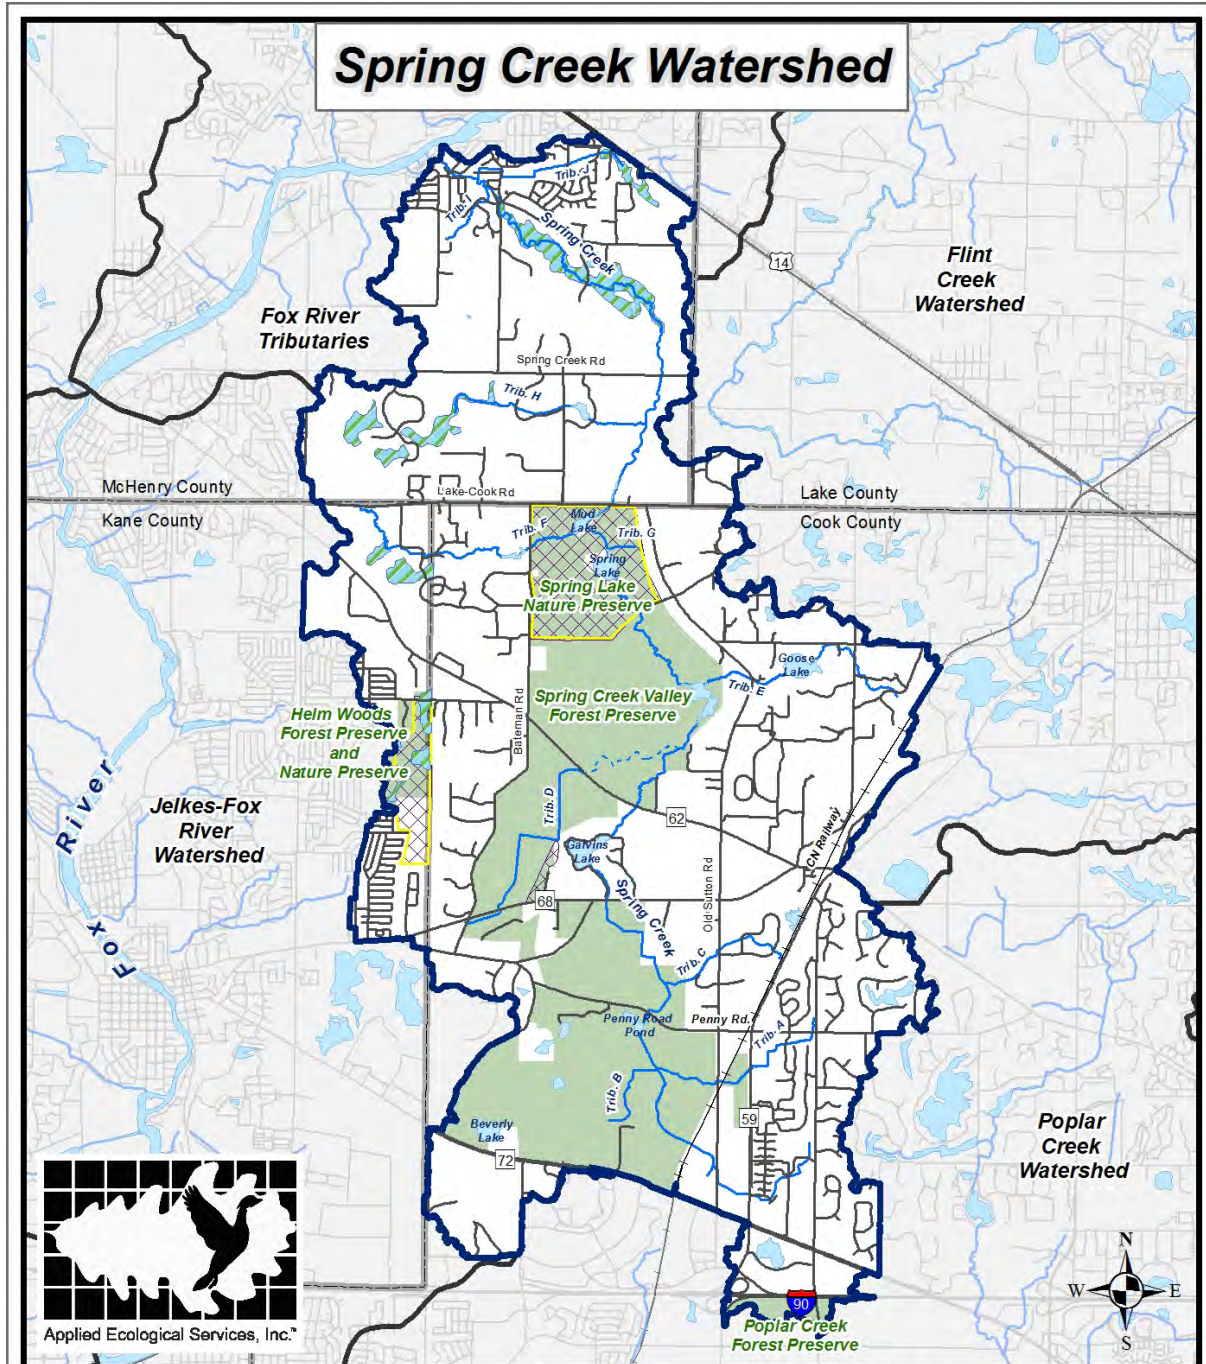 Spring Creek Watershed
Trib. J
Trib. I
Spring Creek
14
Flint
Creek
Watershed
Fox River
Tributaries
Spring Creek Rd
Trib. H
McHenry County
Lake-Cook Rd
Lake County
Kane County
Cook County
Mud
Lake
Trib. F
Trib. G
Spring
Lake
Spring Lake
Nature Preserve
Goose
Lake
Trib. E
Spring Creek Valley
Forest Preserve
Helm Woods
Forest Preserve
and
Nature Preserve
Bateman Rd
Fox River
Jelkes-Fox
River
Watershed
Trib. D
62
CN Railway
Galvins
Lake
Old Sutton Rd
68
Spring Creek
Trib. C
Penny Road
Pond
Penny Rd.
Trib. A
Trib. B
59
Beverly
Lake
72
Poplar
Creek
Watershed
90
Poplar Creek
Forest Preserve
N
W
E
S
Applied Ecological Services, Inc.™